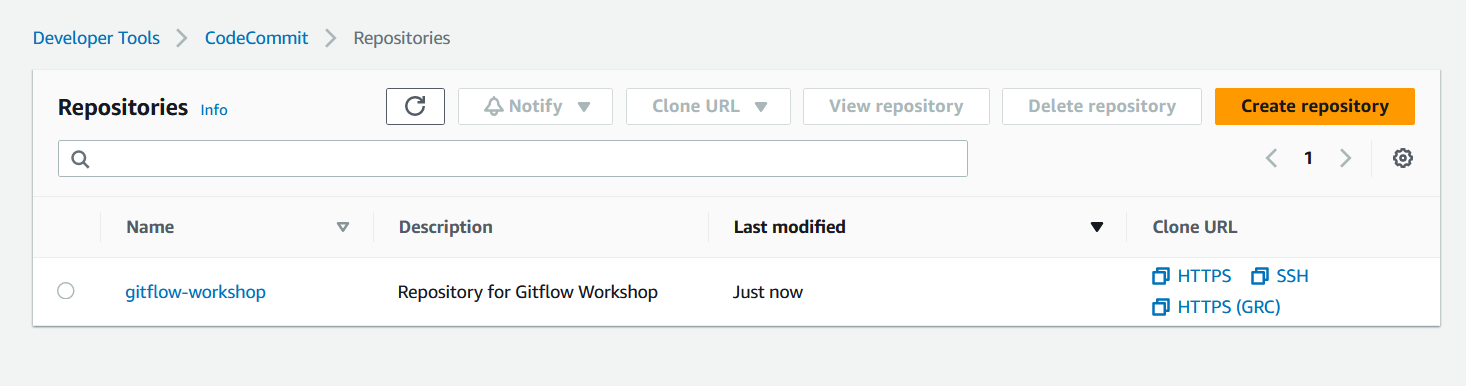 Developer Tools > CodeCommit > Repositories
Repositories Info Notify Clone URL View repository Delete repository Create repository
1
Name Description Last modified Clone URL
gitflow-workshop Repository for Gitflow Workshop Just now HTTPS SSH
HTTPS (GRC)